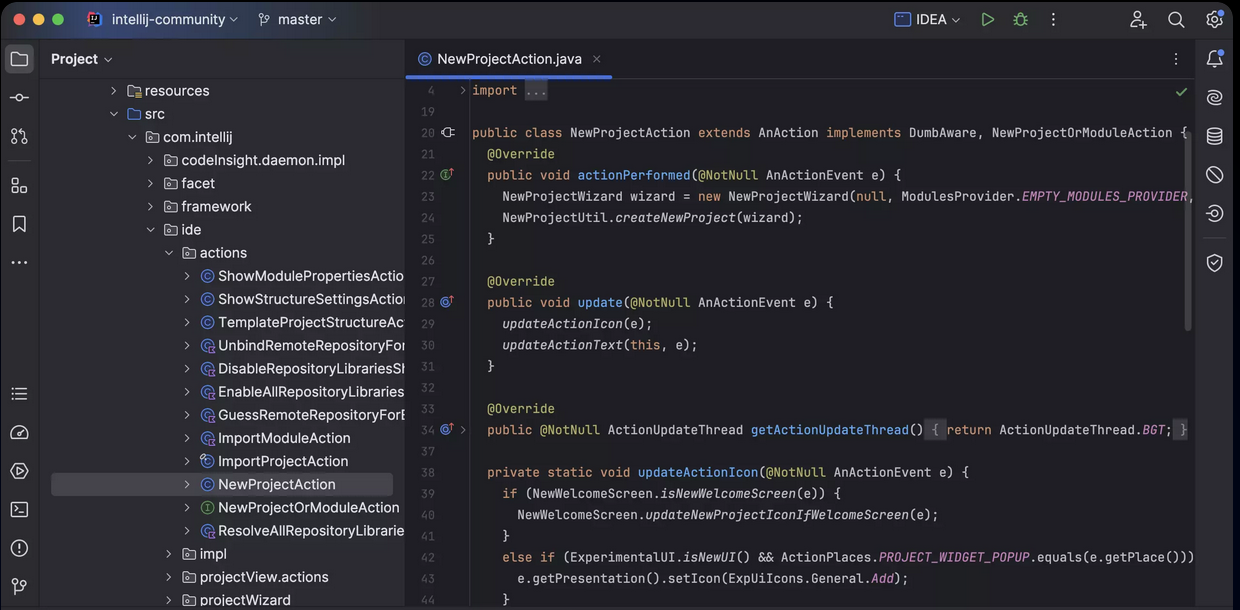 IJ intellij-community master IDEA
Project
NewProjectAction.java
resources
src
com.intellij
codeInsight.daemon.impl
facet
framework
ide
actions
ShowModulePropertiesActio
ShowStructureSettingsAction
TemplateProjectStructureAc
UnbindRemoteRepositoryFor
DisableRepositoryLibrariesSh
EnableAllRepositoryLibraries
GuessRemoteRepositoryForE
ImportModuleAction
ImportProjectAction
NewProjectAction
NewProjectOrModuleAction
ResolveAllRepositoryLibrarie
impl
projectView.actions
projectWizard
4 import ...
19
20 public class NewProjectAction extends AnAction implements DumbAware, NewProjectOrModuleAction {
21 @Override
22 public void actionPerformed(@NotNull AnActionEvent e) {
23 NewProjectWizard wizard = new NewProjectWizard(null, ModulesProvider.EMPTY_MODULES_PROVIDER,
24 NewProjectUtil.createNewProject(wizard);
25 }
26
27 @Override
28 public void update(@NotNull AnActionEvent e) {
29 updateActionIcon(e);
30 updateActionText(this, e);
31 }
32
33 @Override
34 public @NotNull ActionUpdateThread getActionUpdateThread() { return ActionUpdateThread.BGT; }
37
38 private static void updateActionIcon(@NotNull AnActionEvent e) {
39 if (NewWelcomeScreen.isNewWelcomeScreen(e)) {
40 NewWelcomeScreen.updateNewProjectIconIfWelcomeScreen(e);
41 }
42 else if (ExperimentalUI.isNewUI() && ActionPlaces.PROJECT_WIDGET_POPUP.equals(e.getPlace()))
43 e.getPresentation().setIcon(ExpUiIcons.General.Add);
44 }